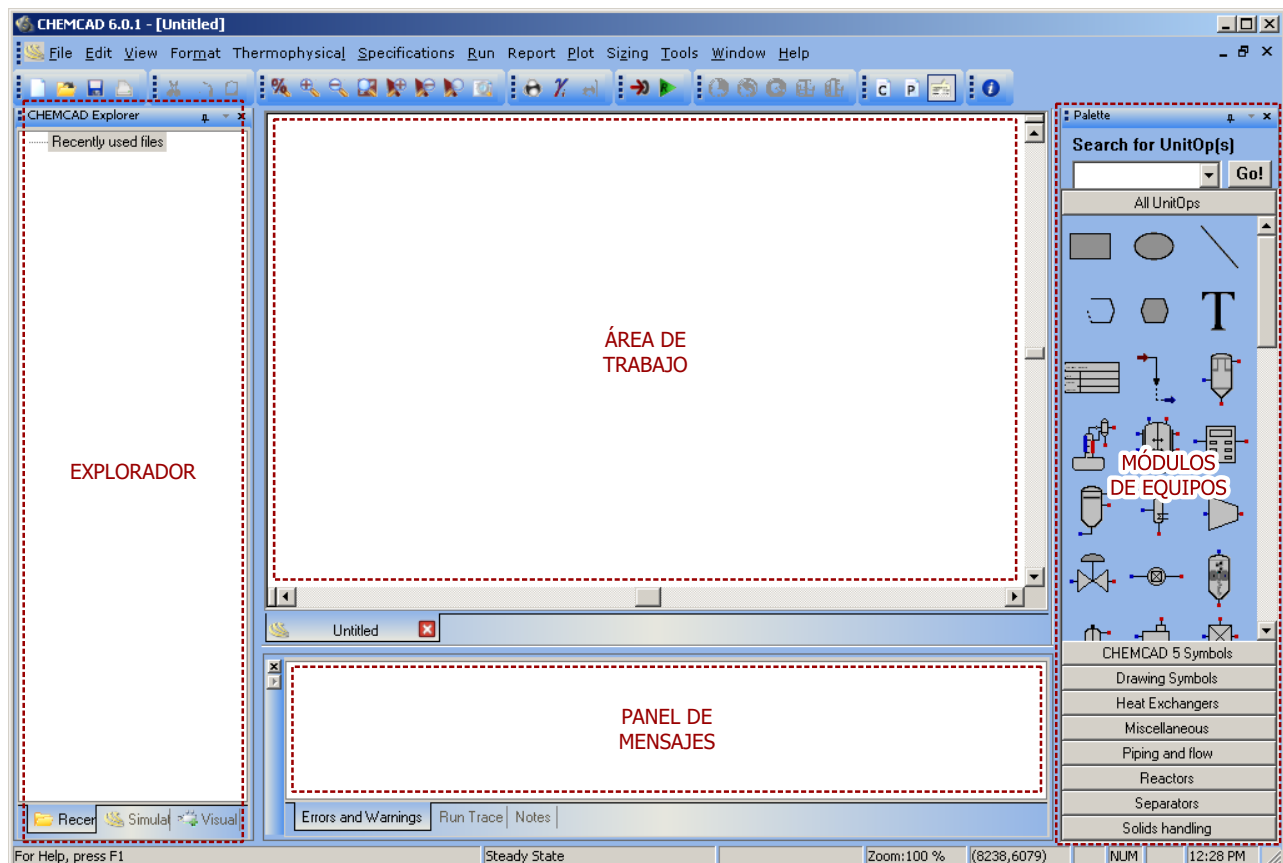 CHEMCAD 6.0.1 - [Untitled]
File Edit View Format Thermophysical Specifications Run Report Plot Sizing Tools Window Help
C P
CHEMCAD Explorer
Recently used files
EXPLORADOR
Recen Simulat Visual
ÁREA DE
TRABAJO
Untitled
PANEL DE
MENSAJES
Errors and Warnings Run Trace Notes
Palette
Search for UnitOp(s)
Go!
All UnitOps
T
MÓDULOS
DE EQUIPOS
CHEMCAD 5 Symbols
Drawing Symbols
Heat Exchangers
Miscellaneous
Piping and flow
Reactors
Separators
Solids handling
For Help, press F1 Steady State Zoom:100 % (8238,6079) NUM 12:28 PM